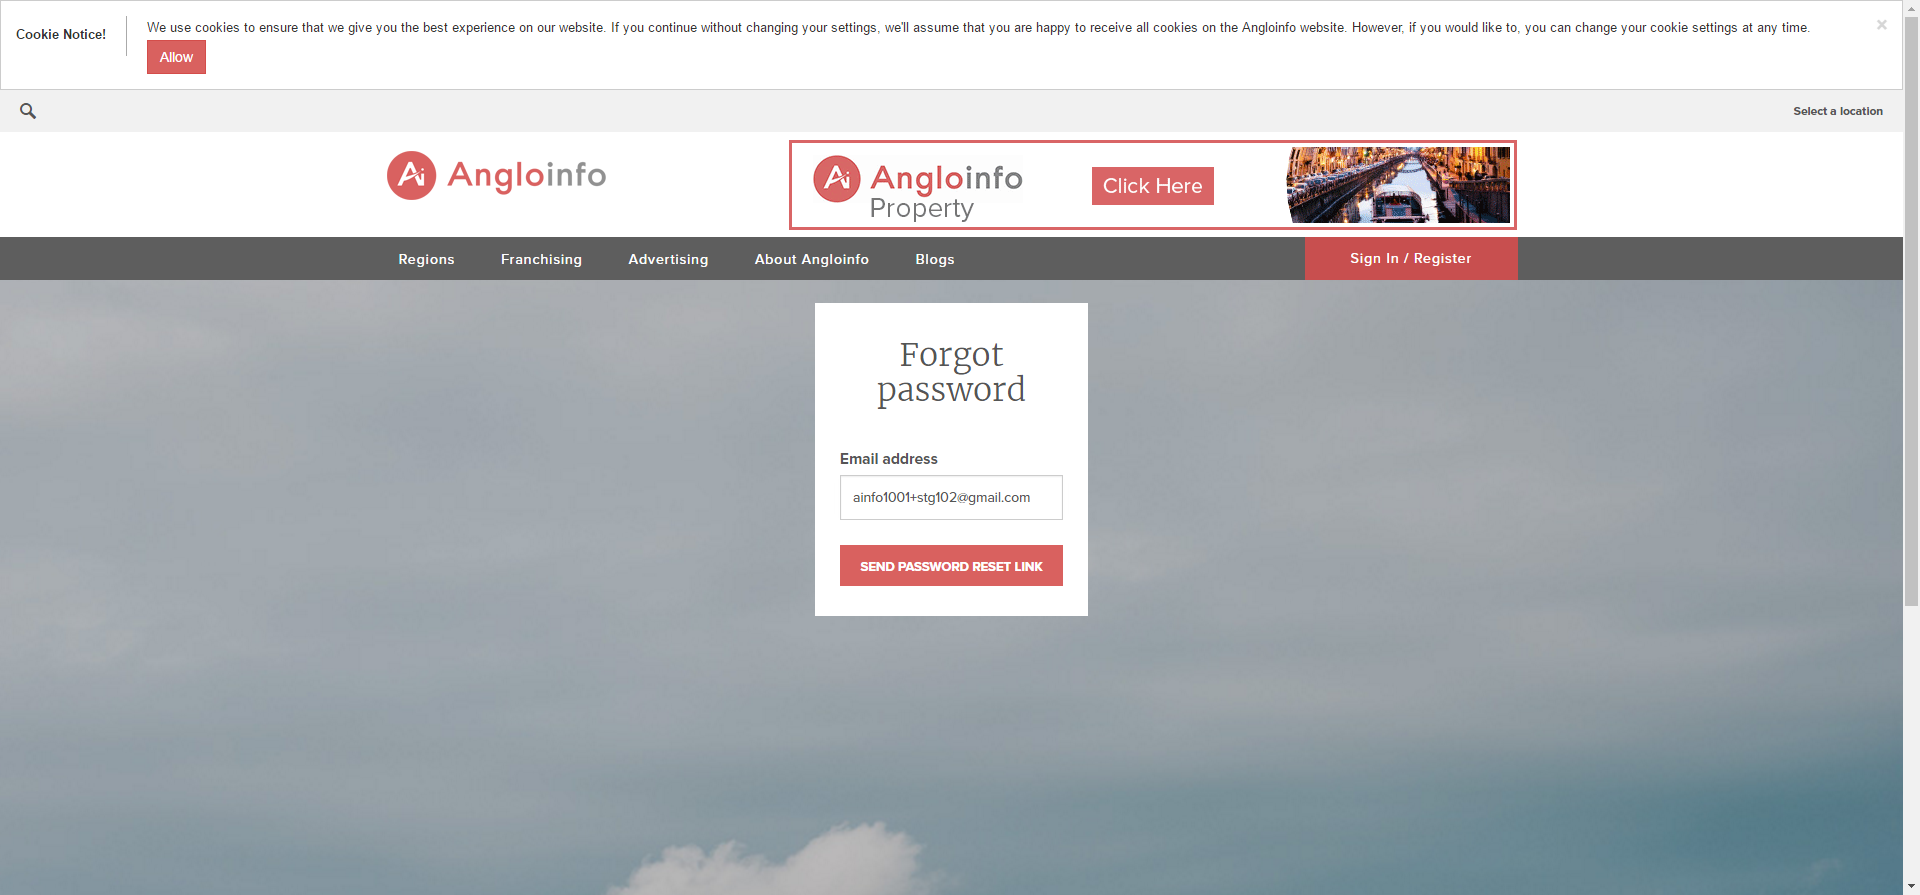 Cookie Notice!
We use cookies to ensure that we give you the best experience on our website. If you continue without changing your settings, we'll assume that you are happy to receive all cookies on the Angloinfo website. However, if you would like to, you can change your cookie settings at any time.
×
Allow
Select a location
Ai Angloinfo
Ai Angloinfo
Property
Click Here
Regions Franchising Advertising About Angloinfo Blogs Sign In / Register
Forgot
password
Email address
ainfo1001+stg102@gmail.com
SEND PASSWORD RESET LINK